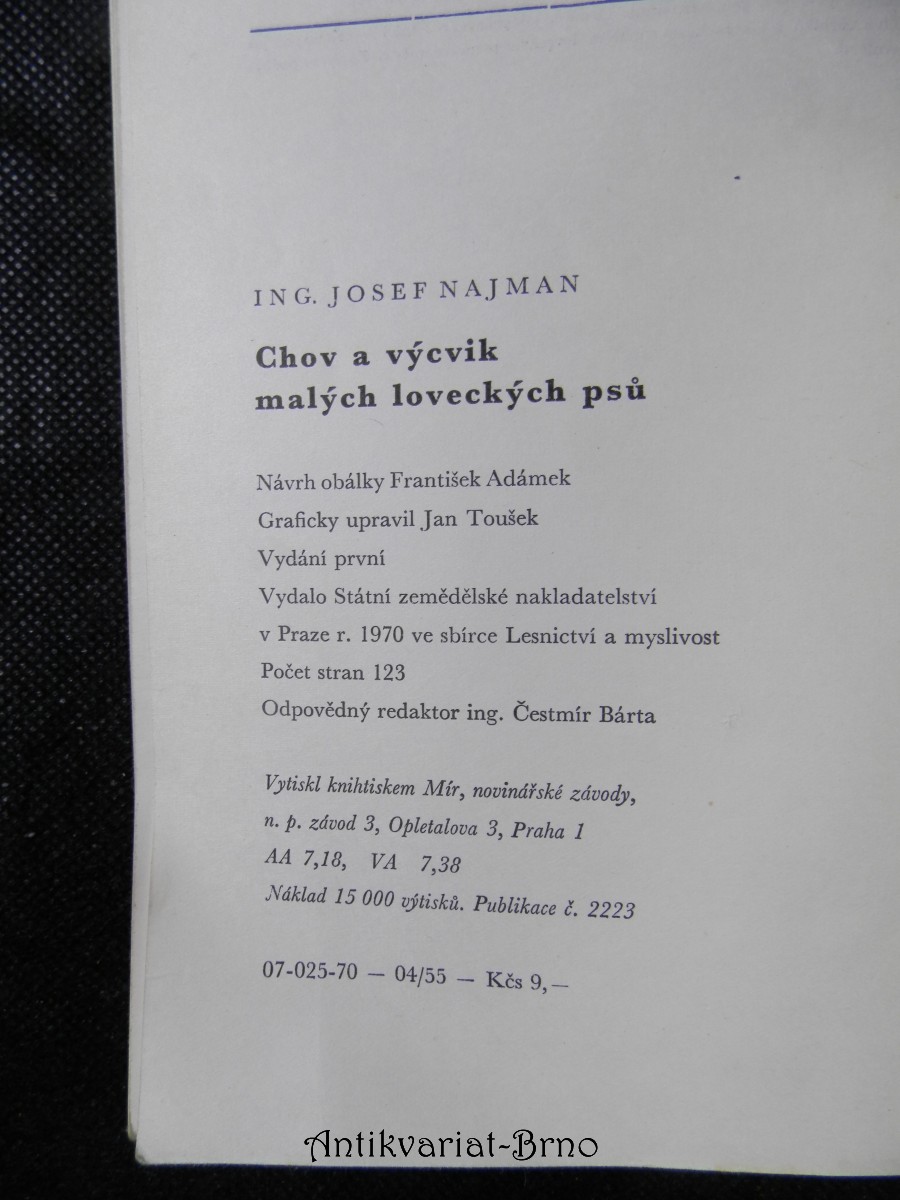 ING. JOSEF NAJMAN
Chov a výcvik
malých loveckých psů
Návrh obálky František Adámek
Graficky upravil Jan Toušek
Vydání první
Vydalo Státní zemědělské nakladatelství
v Praze r. 1970 ve sbírce Lesnictví a myslivost
Počet stran 123
Odpovědný redaktor ing. Čestmír Bárta
Vytiskl knihtiskem Mír, novinářské závody,
n. p. závod 3, Opletalova 3, Praha 1
AA 7,18, VA 7,38
Náklad 15 000 výtisků. Publikace č. 2223
07-025-70 — 04/55 — Kčs 9,—
Antikvariat-Brno